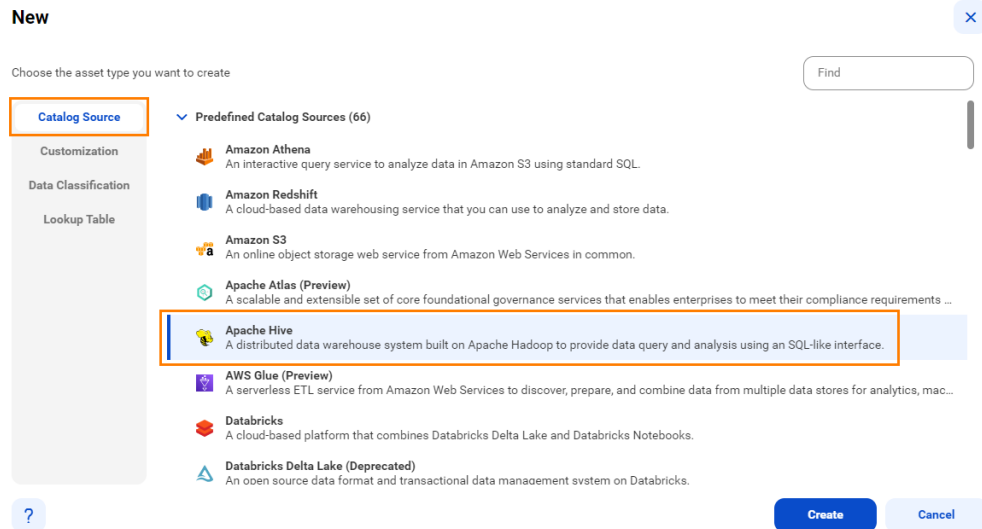 New
Choose the asset type you want to create
Find
Catalog Source
Customization
Data Classification
Lookup Table
Predefined Catalog Sources (66)
Amazon Athena
An interactive query service to analyze data in Amazon S3 using standard SQL.
Amazon Redshift
A cloud-based data warehousing service that you can use to analyze and store data.
Amazon S3
An online object storage web service from Amazon Web Services in common.
Apache Atlas (Preview)
A scalable and extensible set of core foundational governance services that enables enterprises to meet their compliance requirements ...
Apache Hive
A distributed data warehouse system built on Apache Hadoop to provide data query and analysis using an SQL-like interface.
AWS Glue (Preview)
A serverless ETL service from Amazon Web Services to discover, prepare, and combine data from multiple data stores for analytics, mac...
Databricks
A cloud-based platform that combines Databricks Delta Lake and Databricks Notebooks.
Databricks Delta Lake (Deprecated)
An open source data format and transactional data management system on Databricks.
?
Create
Cancel